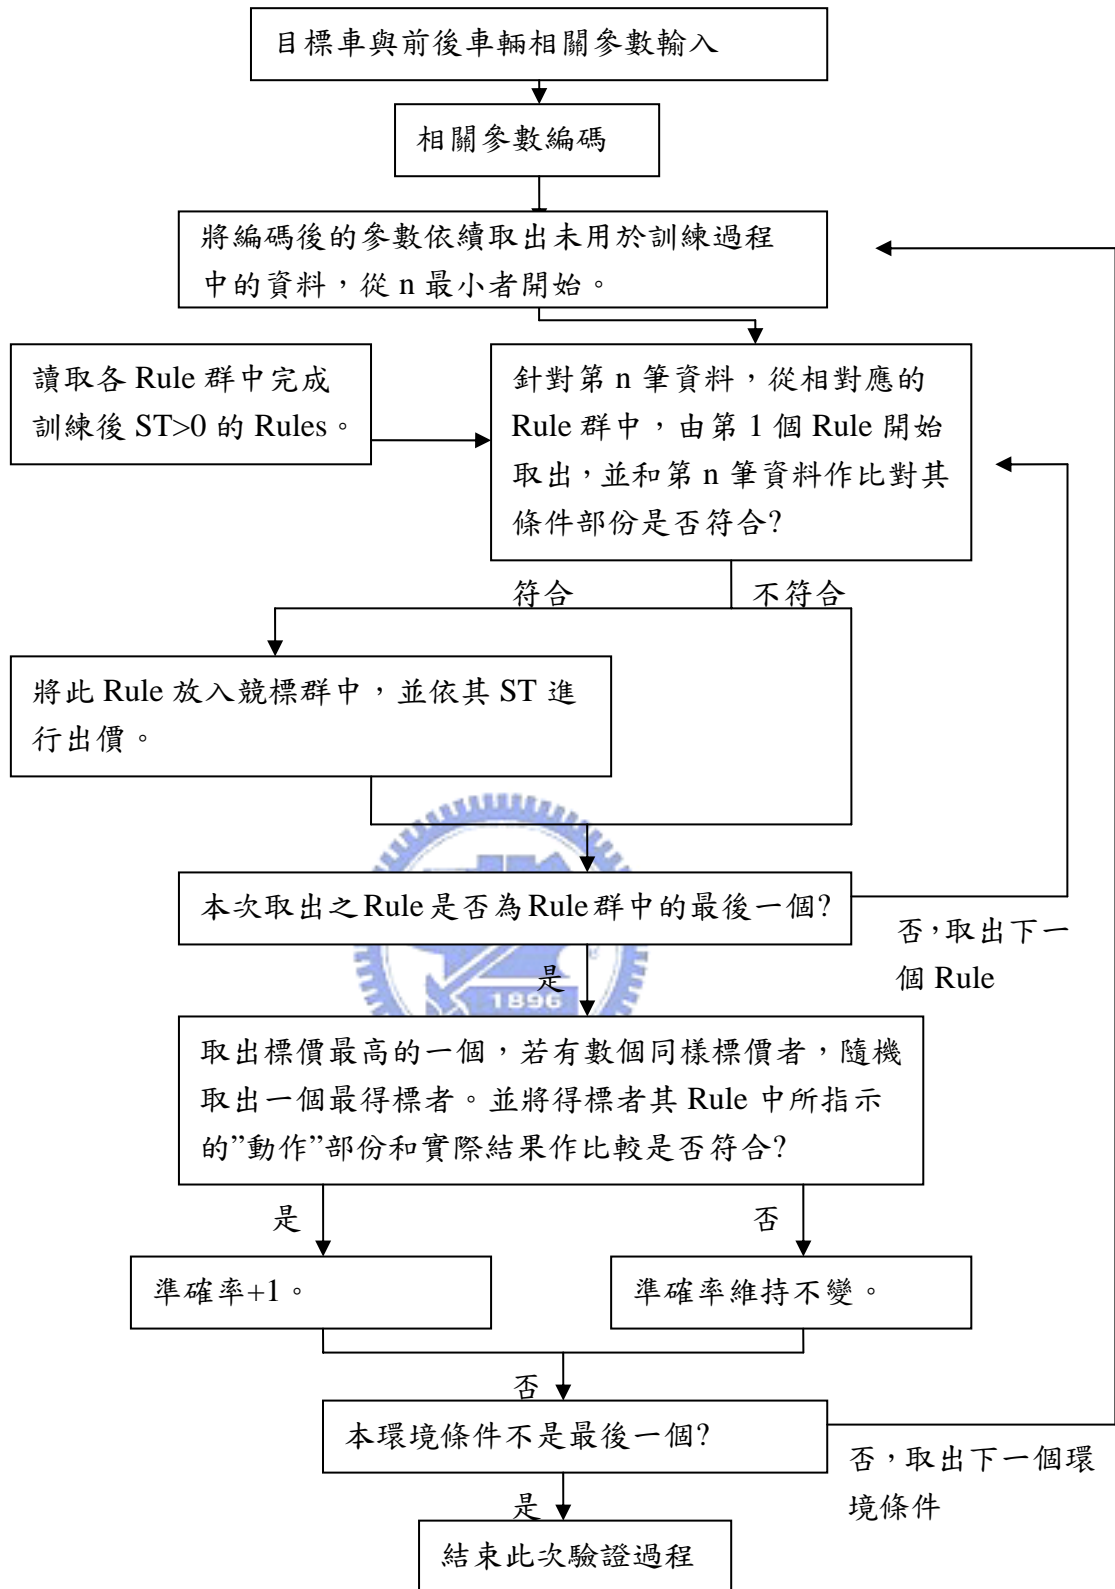 目標車與前後車輛相關參數輸入
相關參數編碼
將編碼後的參數依續取出未用於訓練過程
中的資料，從 n 最小者開始。
讀取各 Rule 群中完成
訓練後 ST>0 的 Rules。
針對第 n 筆資料，從相對應的
Rule 群中，由第 1 個 Rule 開始
取出，並和第 n 筆資料作比對其
條件部份是否符合?
符合
不符合
將此 Rule 放入競標群中，並依其 ST 進
行出價。
本次取出之Rule是否為Rule群中的最後一個?
否，取出下一
個 Rule
是
1896
取出標價最高的一個，若有數個同樣標價者，隨機
取出一個最得標者。並將得標者其 Rule 中所指示
的”動作”部份和實際結果作比較是否符合?
是
否
準確率+1。
準確率維持不變。
否
本環境條件不是最後一個?
否，取出下一個環
境條件
是
結束此次驗證過程